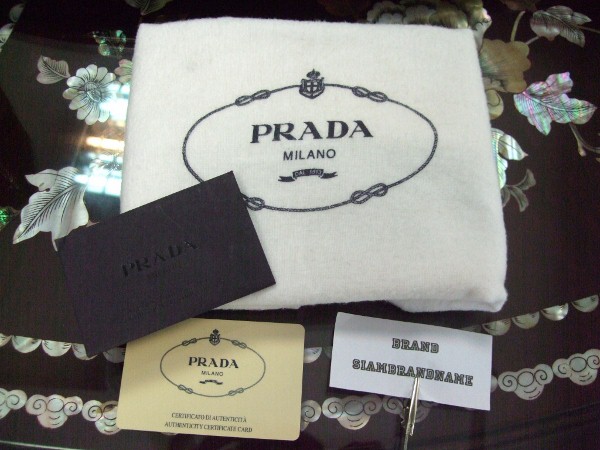 PRADA
MILANO
DAL 1913
PRADA
PRADA
MILANO
CERTIFICATO DI AUTENTICITÀ
AUTHENTICITY CERTIFICATE CARD
BRAND
SIAMBRANDNAME